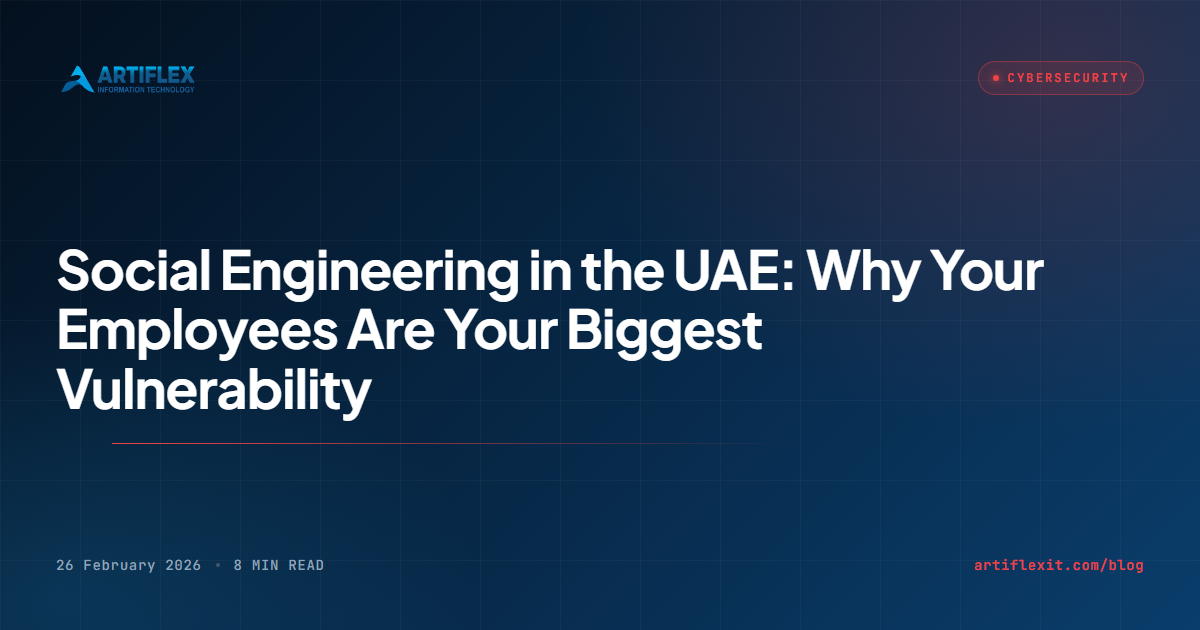 ARTIFLEX
INFORMATION TECHNOLOGY
CYBERSECURITY
Social Engineering in the UAE: Why Your
Employees Are Your Biggest
Vulnerability
26 February 2026 • 8 MIN READ
artiflexit.com/blog